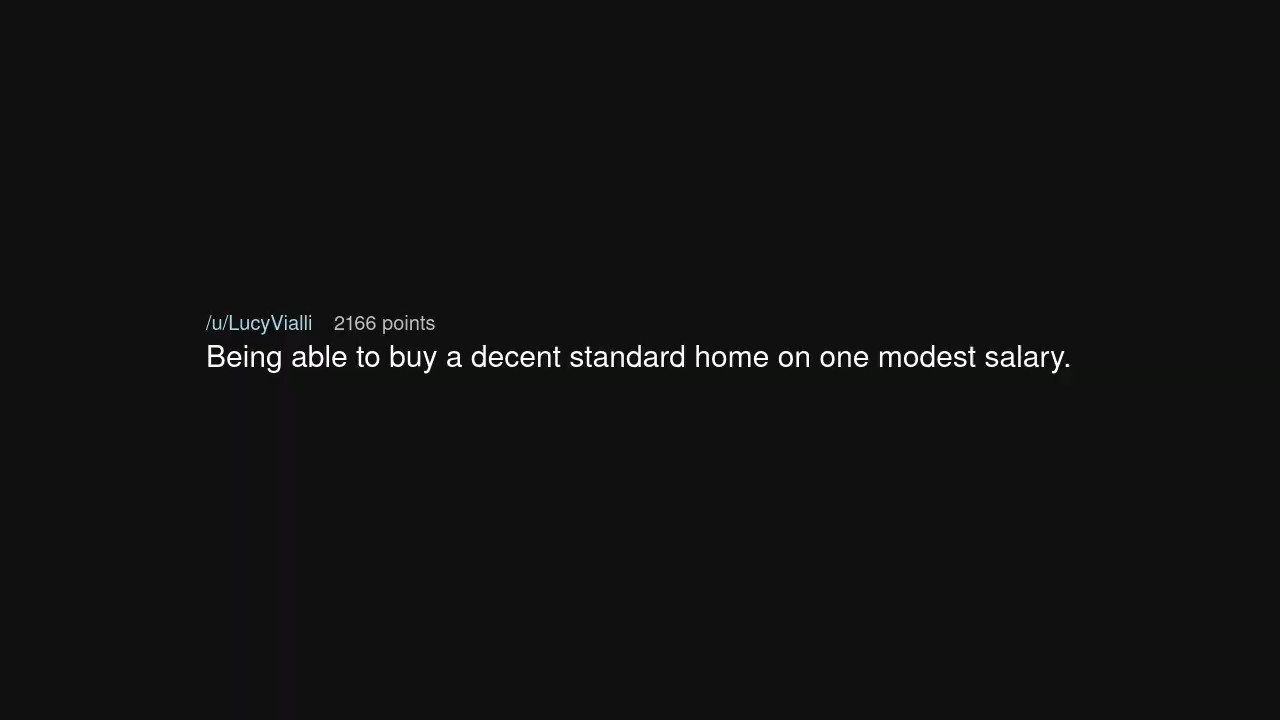 /u/LucyVialli 2166 points
Being able to buy a decent standard home on one modest salary.